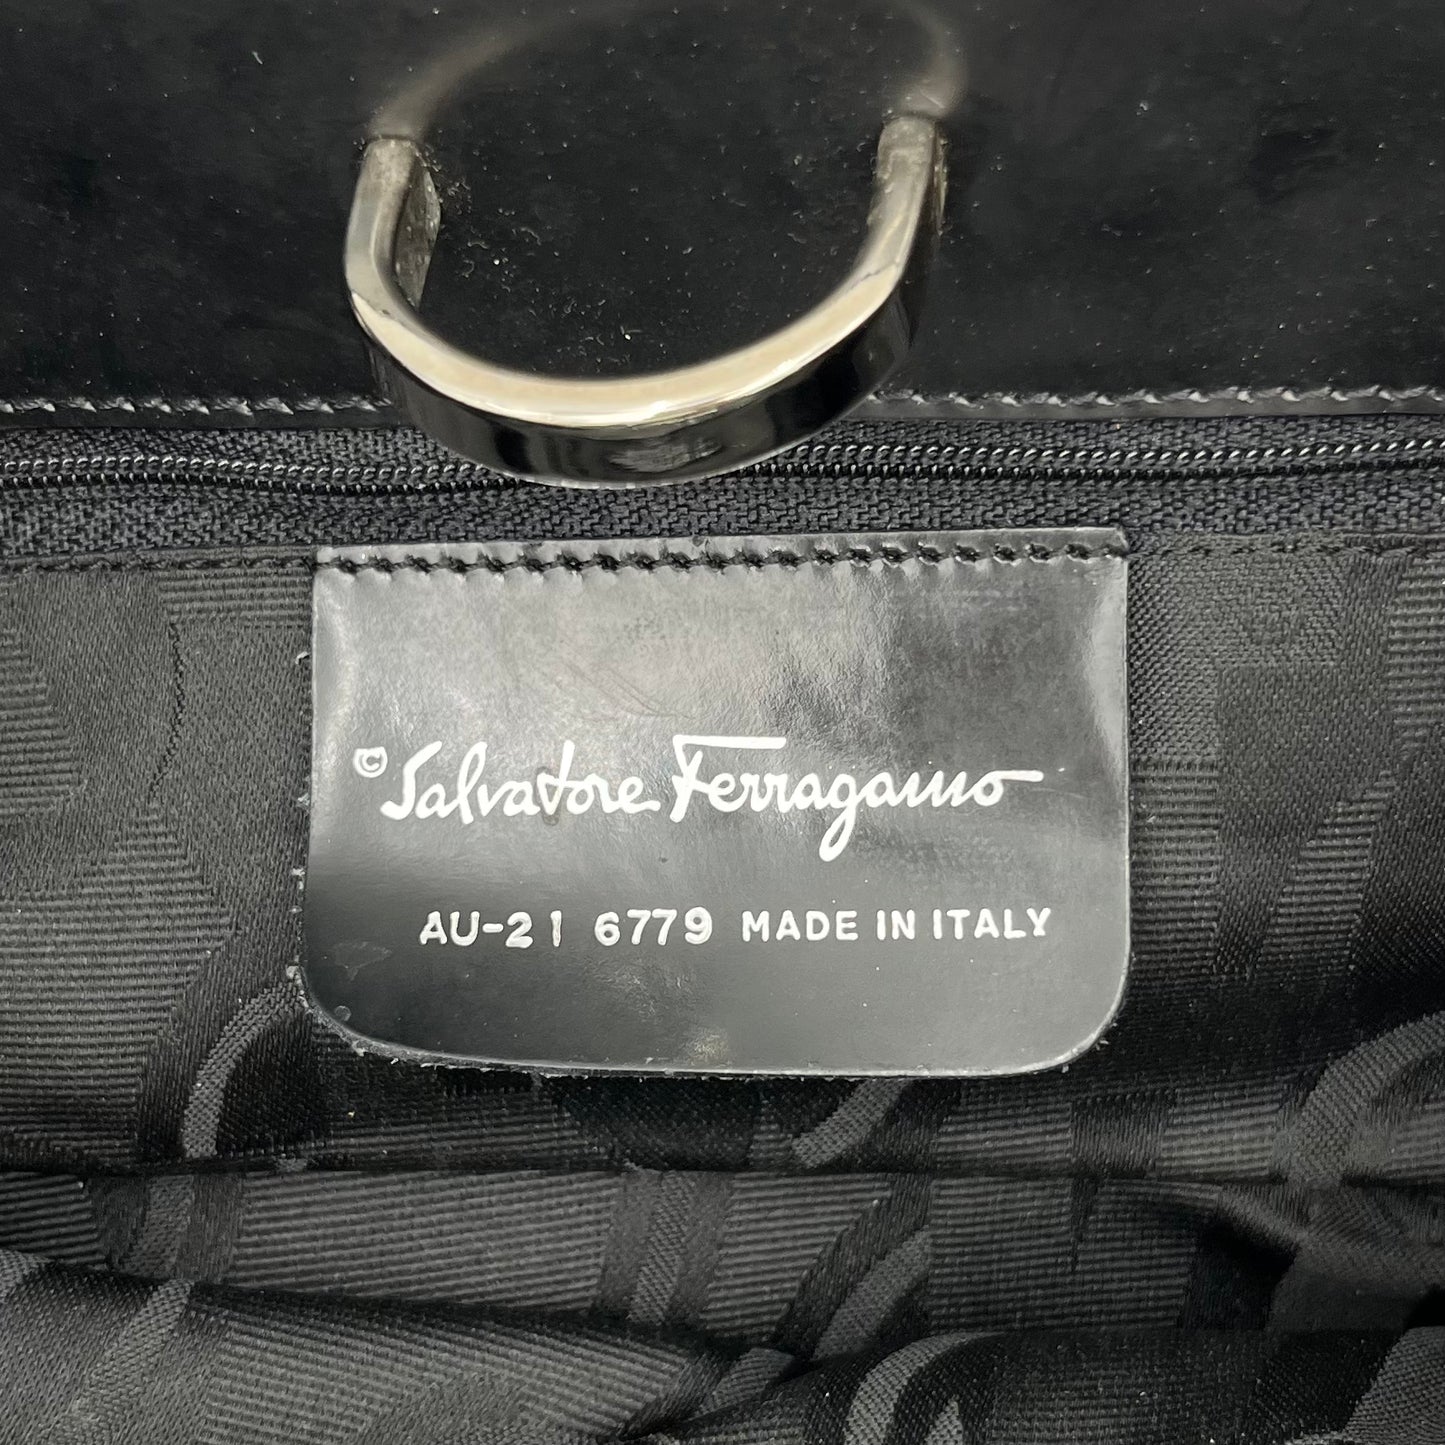 © Salvatore Ferragamo
AU-21 6779 MADE IN ITALY